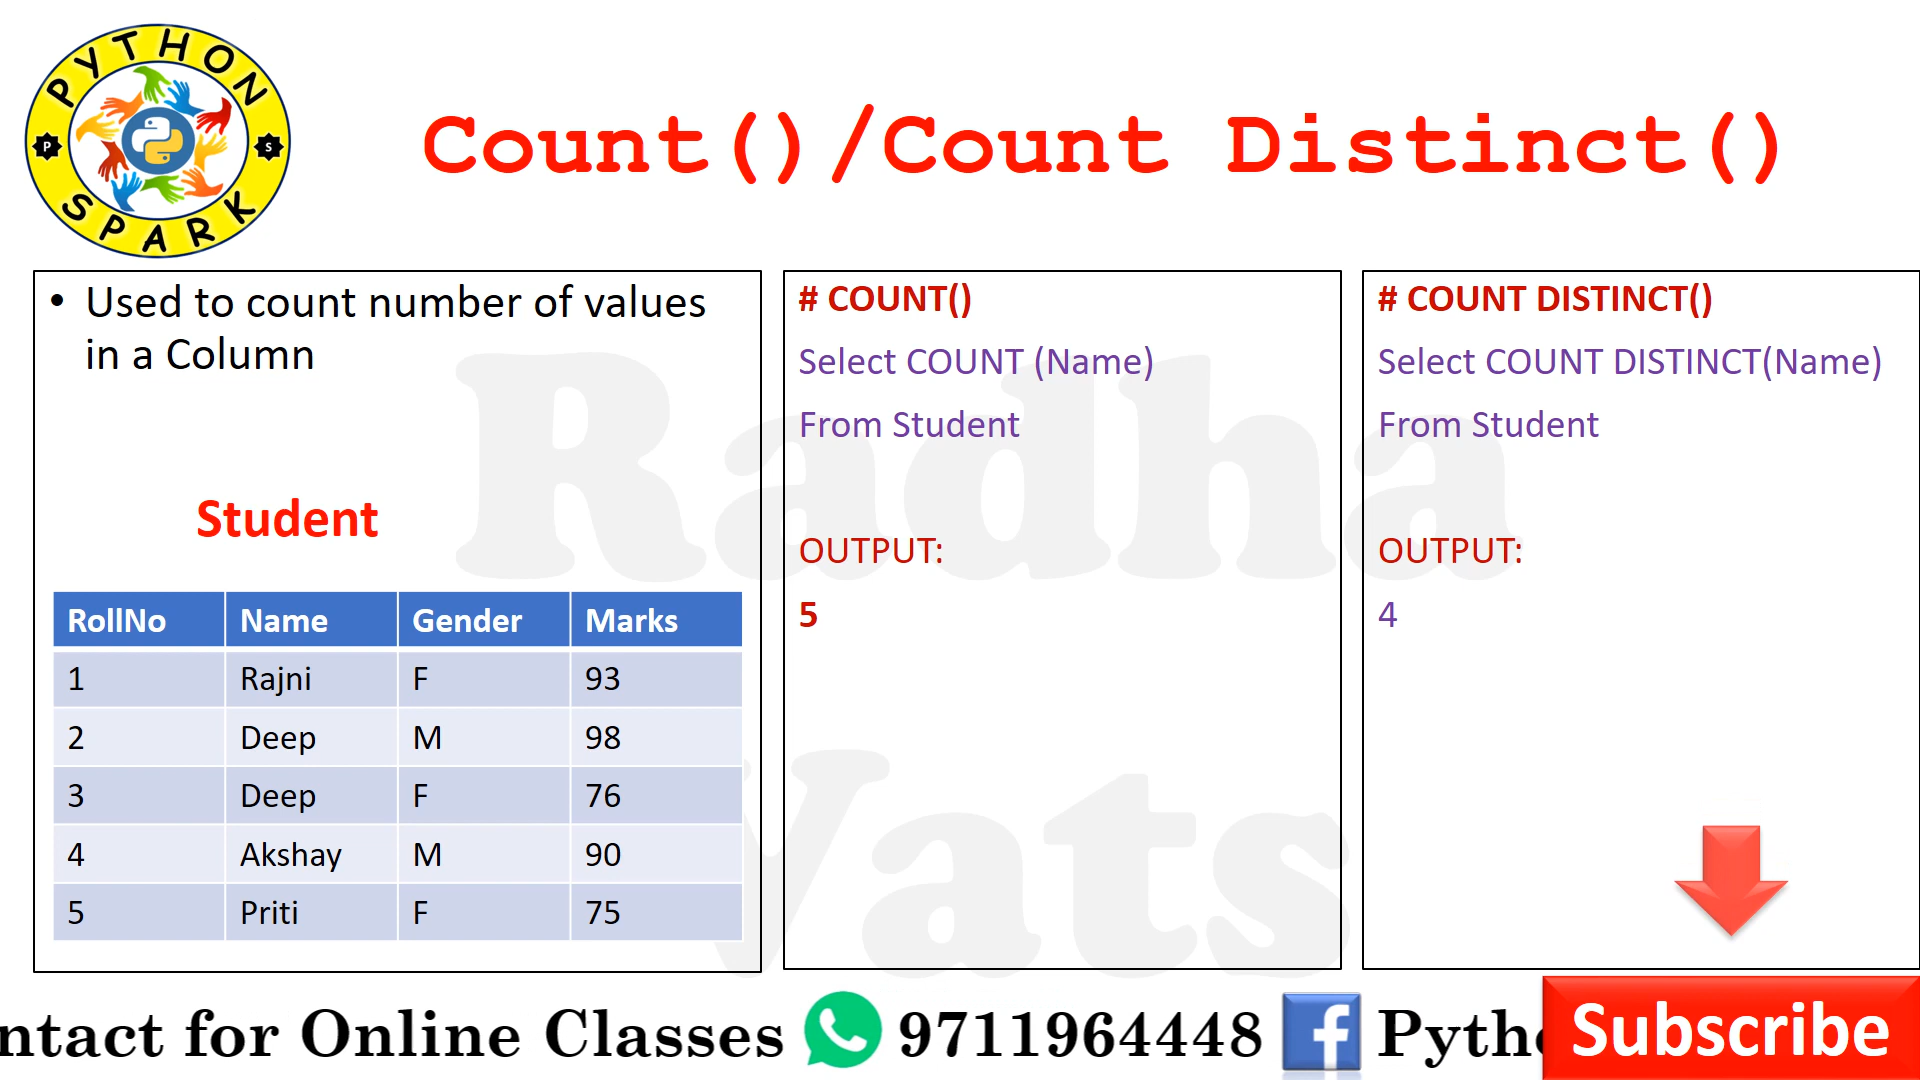 PYTHON
P S
SPARK
Count()/Count Distinct()
• Used to count number of values
in a Column
Student
RollNo Name Gender Marks
1 Rajni F 93
2 Deep M 98
3 Deep F 76
4 Akshay M 90
5 Priti F 75
# COUNT()
Select COUNT (Name)
From Student
OUTPUT:
5
# COUNT DISTINCT()
Select COUNT DISTINCT(Name)
From Student
OUTPUT:
4
Radha
Vats
ntact for Online Classes 9711964448 f Pytho
Subscribe